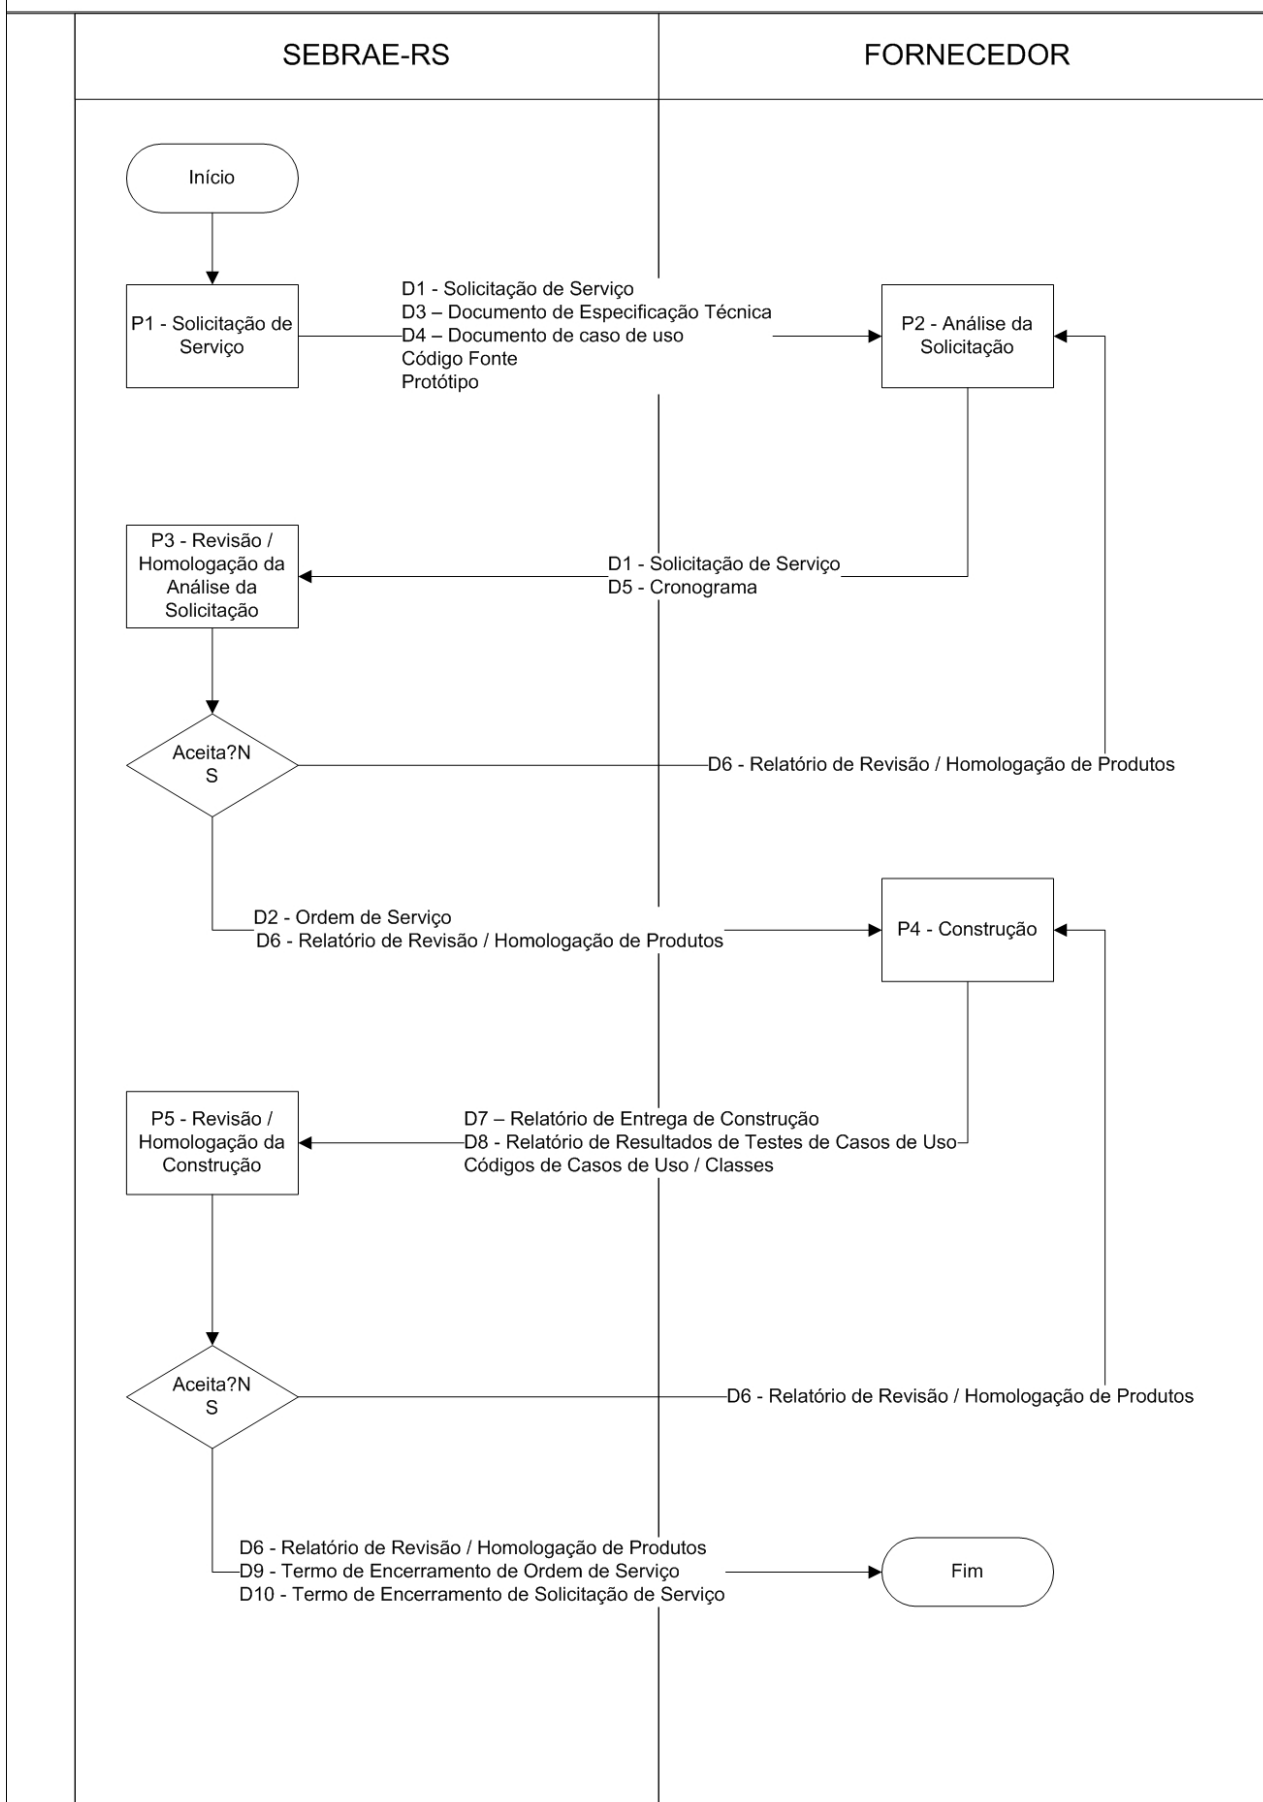 SEBRAE-RS
FORNECEDOR
Início
P1 - Solicitação de
Serviço
D1 - Solicitação de Serviço
D3 – Documento de Especificação Técnica
D4 – Documento de caso de uso
Código Fonte
Protótipo
P2 - Análise da
Solicitação
P3 - Revisão /
Homologação da
Análise da
Solicitação
D1 - Solicitação de Serviço
D5 - Cronograma
Aceita?N
S
D6 - Relatório de Revisão / Homologação de Produtos
D2 - Ordem de Serviço
D6 - Relatório de Revisão / Homologação de Produtos
P4 - Construção
P5 - Revisão /
Homologação da
Construção
D7 – Relatório de Entrega de Construção
D8 - Relatório de Resultados de Testes de Casos de Uso
Códigos de Casos de Uso / Classes
Aceita?N
S
D6 - Relatório de Revisão / Homologação de Produtos
D6 - Relatório de Revisão / Homologação de Produtos
D9 - Termo de Encerramento de Ordem de Serviço
D10 - Termo de Encerramento de Solicitação de Serviço
Fim